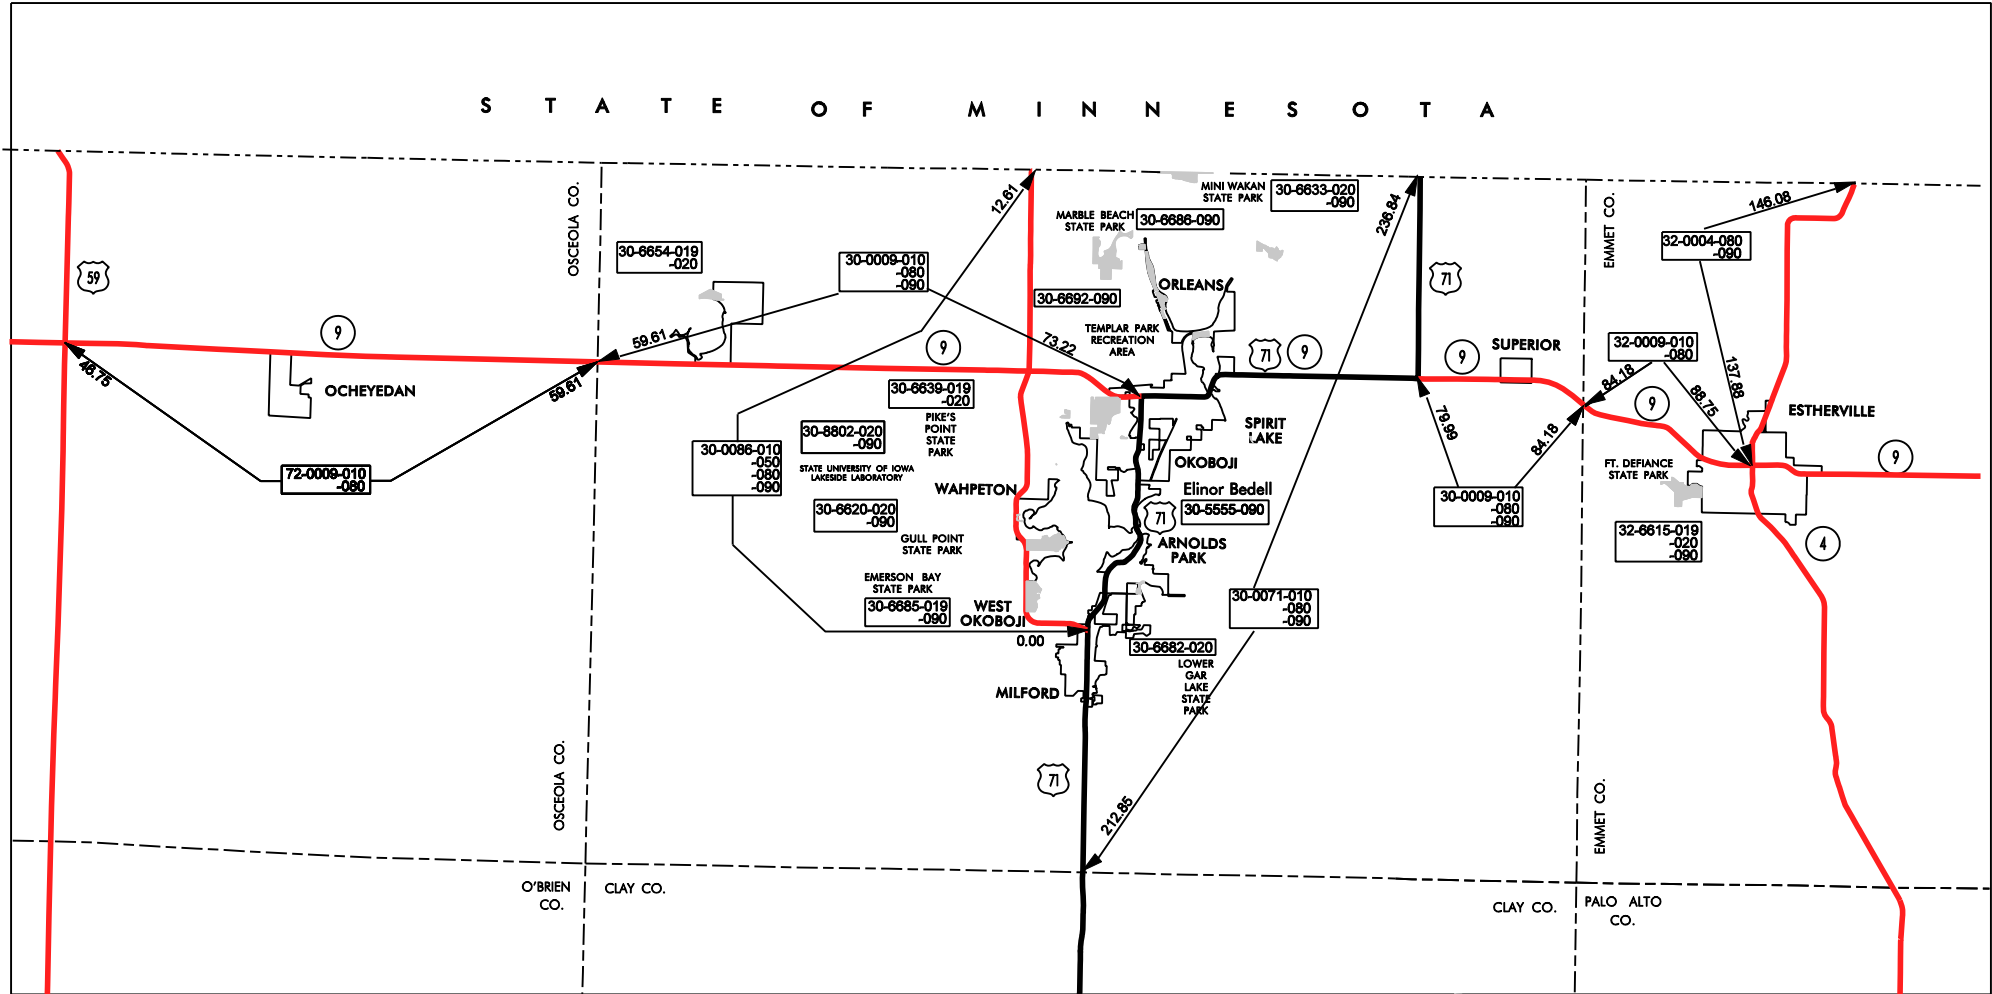 STATE OF MINNESOTA
OSCEOLA CO.
EMMET CO.
12.61
236.84
146.08
MINI WAKAN
STATE PARK
30-6633-020
-090
MARBLE BEACH
STATE PARK
30-6686-090
32-0004-080
-090
30-6654-019
-020
30-0009-010
-080
-090
59
71
30-6692-090
ORLEANS
TEMPLAR PARK
RECREATION
AREA
9
59.61
9
73.22
71
9
9
SUPERIOR
32-0009-010
-080
84.18
88.75
137.88
48.75
OCHEYEDAN
59.61
30-6639-019
-020
PIKE'S
POINT
STATE
PARK
30-8802-020
-090
STATE UNIVERSITY OF IOWA
LAKESIDE LABORATORY
30-0086-010
-050
-080
-090
SPIRIT
LAKE
OKOBOJI
79.99
84.18
9
ESTHERVILLE
9
FT. DEFIANCE
STATE PARK
72-0009-010
-080
WAHPETON
Elinor Bedell
30-5555-090
71
30-0009-010
-080
-090
30-6620-020
-090
GULL POINT
STATE PARK
ARNOLDS
PARK
32-6615-019
-020
-090
4
EMERSON BAY
STATE PARK
30-6685-019
-090
WEST
OKOBOJI
0.00
30-0071-010
-080
-090
30-6682-020
LOWER
GAR
LAKE
STATE
PARK
MILFORD
71
212.85
OSCEOLA CO.
EMMET CO.
O'BRIEN
CO.
CLAY CO.
CLAY CO.
PALO ALTO
CO.